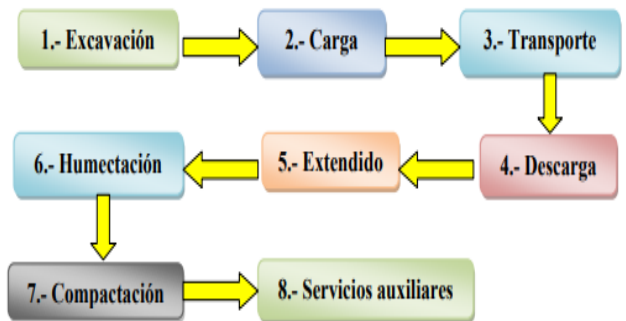 1.- Excavación
2.- Carga
3.- Transporte
4.- Descarga
5.- Extendido
6.- Humectación
7.- Compactación
8.- Servicios auxiliares